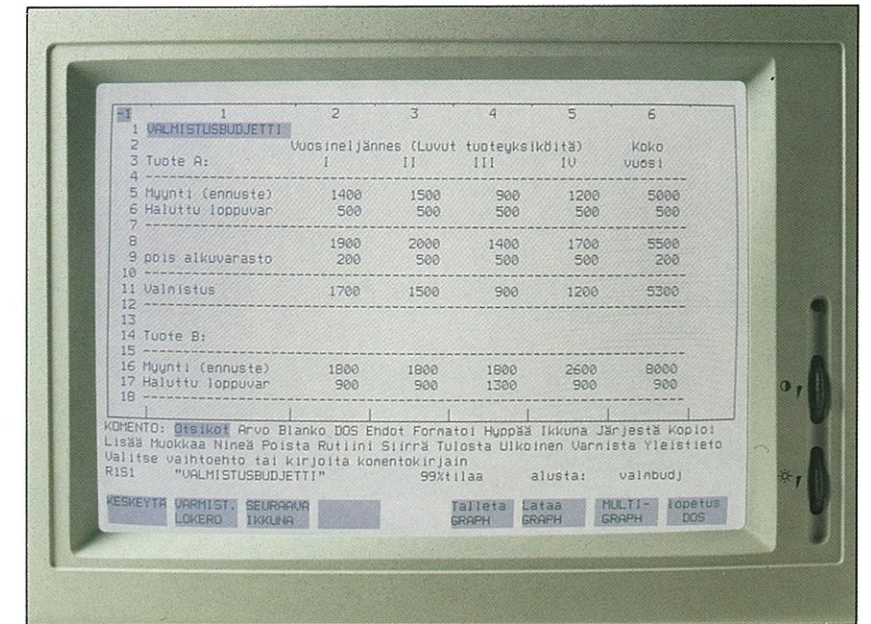 -1 1 2 3 4 5 6
1 VALMISTUSBUDJETTI
2 Vuosineljännes (Luvut tuoteyksiköitä) Koko
3 Tuote A: I II III IV vuosi
4 ----------------------------------------
5 Myynti (ennuste) 1400 1500 900 1200 5000
6 Haluttu loppuvar 500 500 500 500 500
7 ----------------------------------------
8 1900 2000 1400 1700 5500
9 pois alkuvarasto 200 500 500 500 200
10 ----------------------------------------
11 Valmistus 1700 1500 900 1200 5300
12 ----------------------------------------
13
14 Tuote B:
15 ----------------------------------------
16 Myynti (ennuste) 1800 1800 1800 2600 8000
17 Haluttu loppuvar 900 900 1300 900 900
18 ----------------------------------------
KOMENTO: Otsikot Arvo Blanko DOS Ehdot Formatoi Hyppää Ikkuna Järjestä Kopioi
Lisää Muokkaa Nimeä Poista Rutiini Siirrä Tulosta Ulkoinen Varmista Yleistieto
Valitse vaihtoehto tai kirjoita komentokirjain
R1S1 "VALMISTUSBUDJETTI" 99%tilaa alusta: valmbudj
KESKEYTÄ VARMIST. SEURAAVA Talleta Lataa MULTI- lopetus
LOKERO IKKUNA GRAPH GRAPH GRAPH DOS